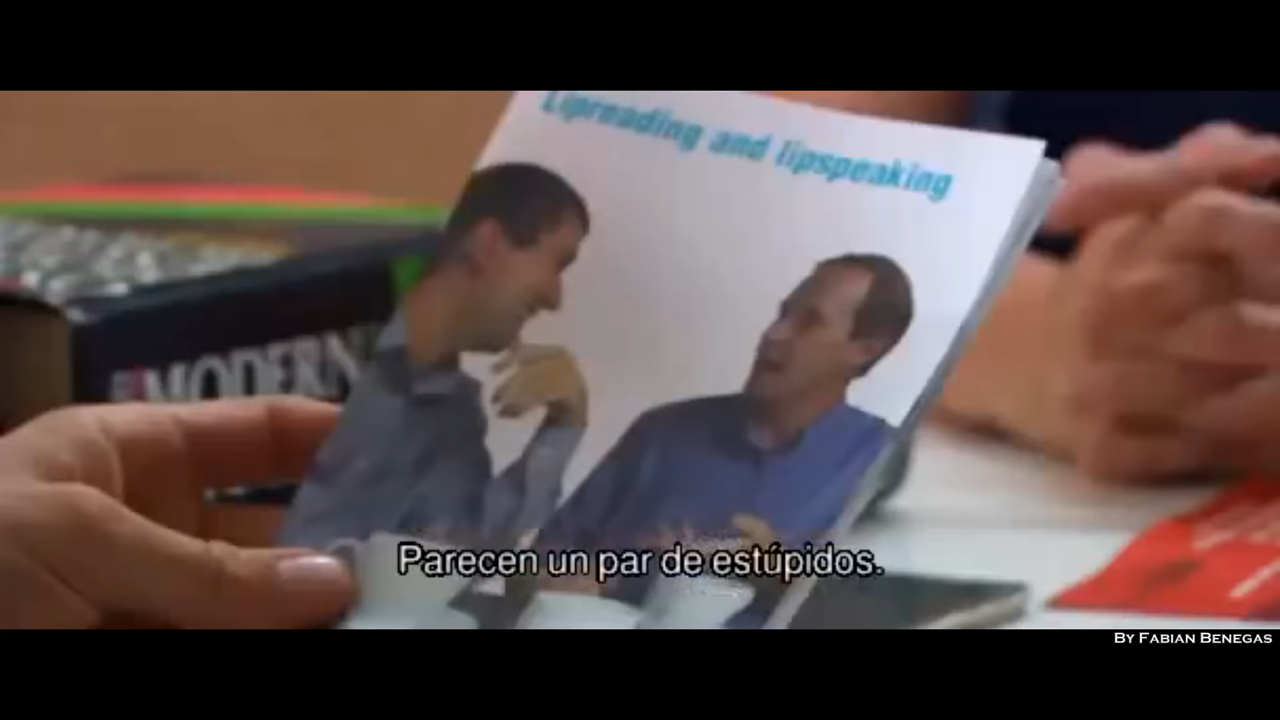 Lipreading and lipspeaking
MODERN
Parecen un par de estúpidos.
BY FABIAN BENEGAS